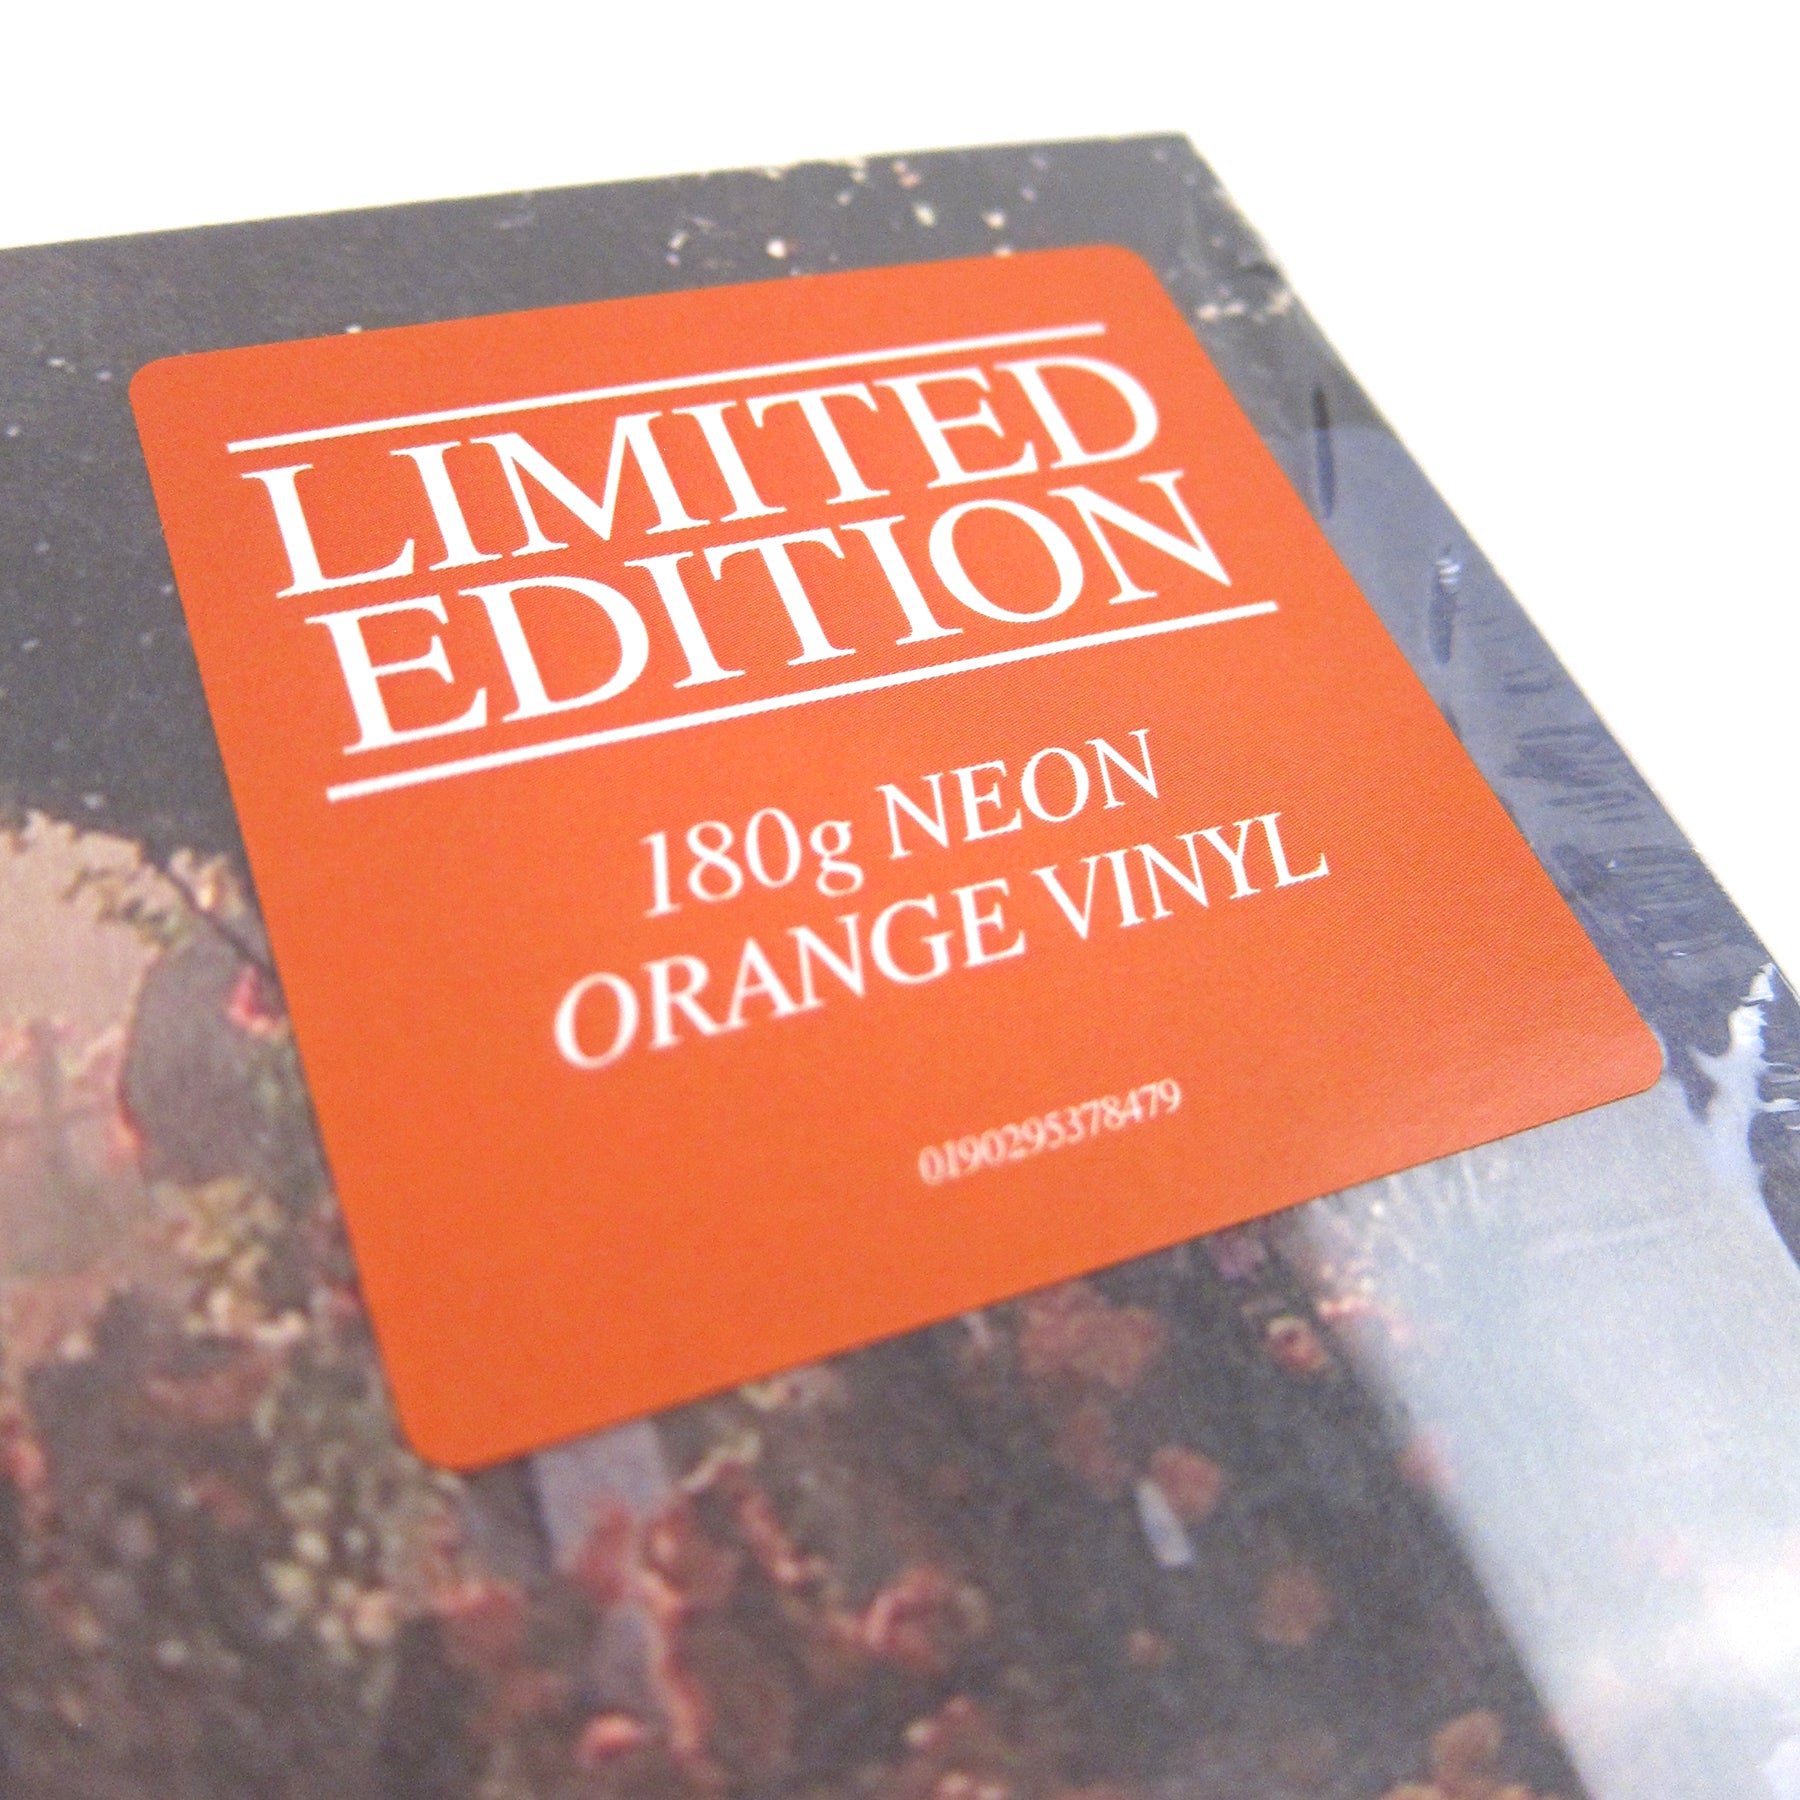 LIMITED
EDITION
180g NEON
ORANGE VINYL
0190295378479